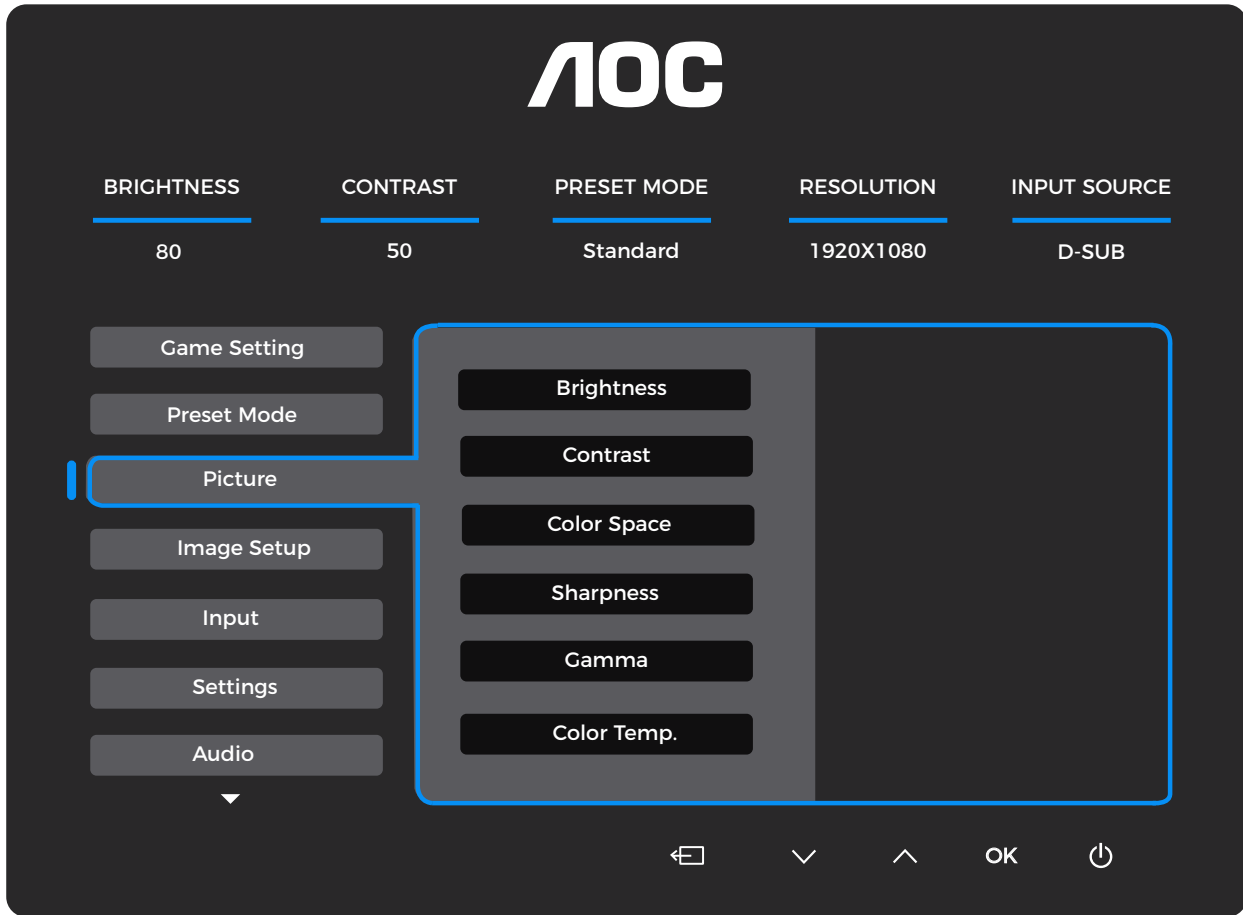 AOC
BRIGHTNESS CONTRAST PRESET MODE RESOLUTION INPUT SOURCE
80 50 Standard 1920X1080 D-SUB
Game Setting
Preset Mode
Picture
Image Setup
Input
Settings
Audio
Brightness
Contrast
Color Space
Sharpness
Gamma
Color Temp.
OK